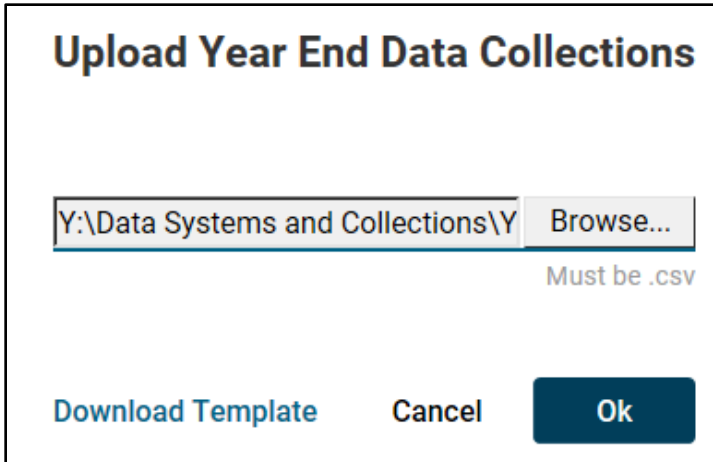 Upload Year End Data Collections
Y:\Data Systems and Collections\Y Browse...
Must be .csv
Download Template Cancel Ok